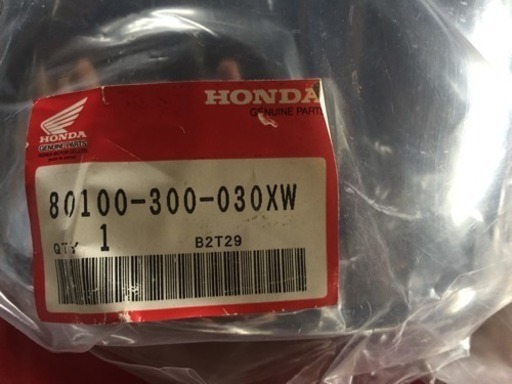 HONDA
GENUINE PARTS
HONDA
GENUINE PARTS
80100-300-030XW
QTY 1 B2T29